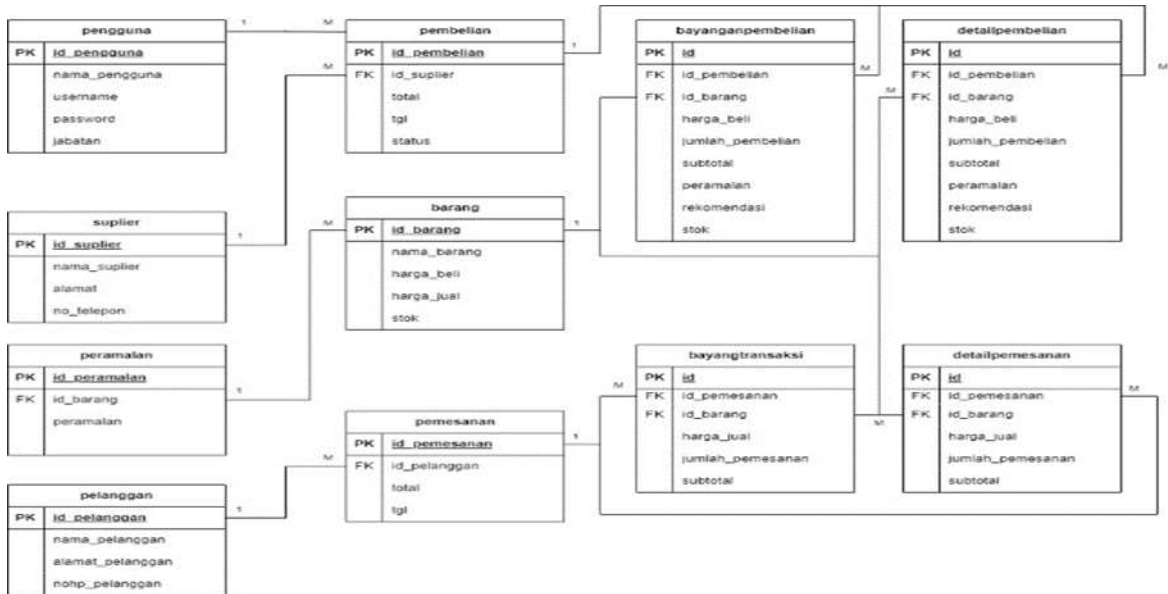 pengguna
PK id_pengguna
nama_pengguna
username
password
jabatan
1
M
pembelian
PK id_pembelian
FK id_suplier
total
tgl
status
M
1
bayanganpembelian
PK id
FK id_pembelian
FK id_barang
harga_beli
jumlah_pembelian
subtotal
peramalan
rekomendasi
stok
M
M
detailpembelian
PK id
FK id_pembelian
FK id_barang
harga_beli
jumlah_pembelian
subtotal
peramalan
rekomendasi
stok
M
suplier
PK id_suplier
nama_suplier
alamat
no_telepon
1
M
barang
PK id_barang
nama_barang
harga_beli
harga_jual
stok
1
peramalan
PK id_peramalan
FK id_barang
peramalan
1
M
pemesanan
PK id_pemesanan
FK id_pelanggan
total
tgl
1
M
bayangtransaksi
PK id
FK id_pemesanan
FK id_barang
harga_jual
jumlah_pemesanan
subtotal
M
detailpemesanan
PK id
FK id_pemesanan
FK id_barang
harga_jual
jumlah_pemesanan
subtotal
M
pelanggan
PK id_pelanggan
nama_pelanggan
alamat_pelanggan
nohp_pelanggan
1